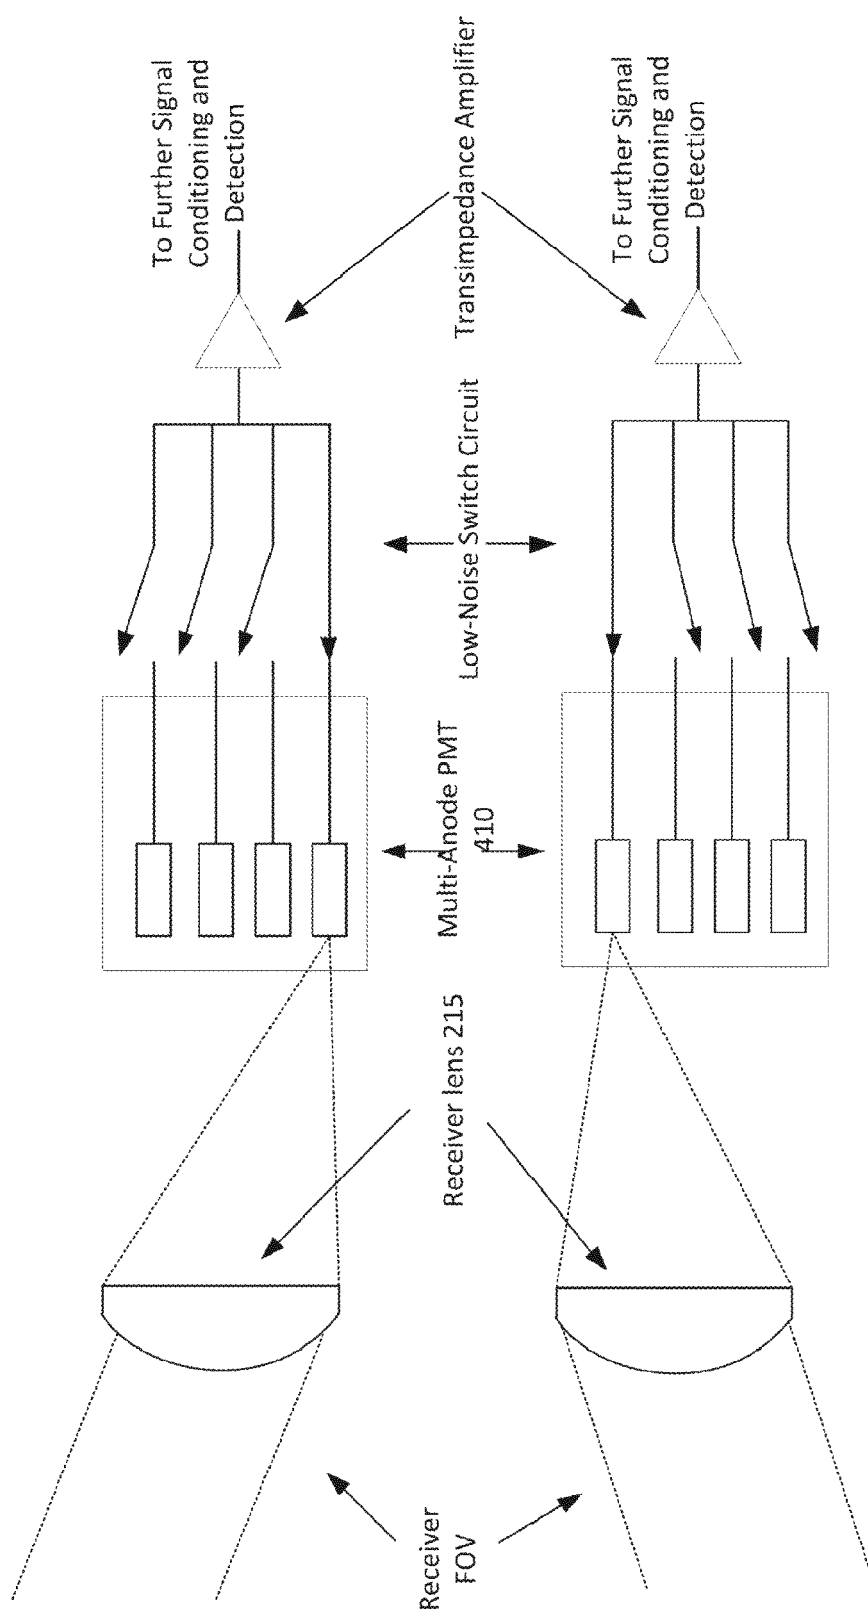 To Further Signal
Conditioning and
Detection
Transimpedance Amplifier
To Further Signal
Conditioning and
Detection
Low-Noise Switch Circuit
Multi-Anode PMT
410
Receiver lens 215
Receiver
FOV